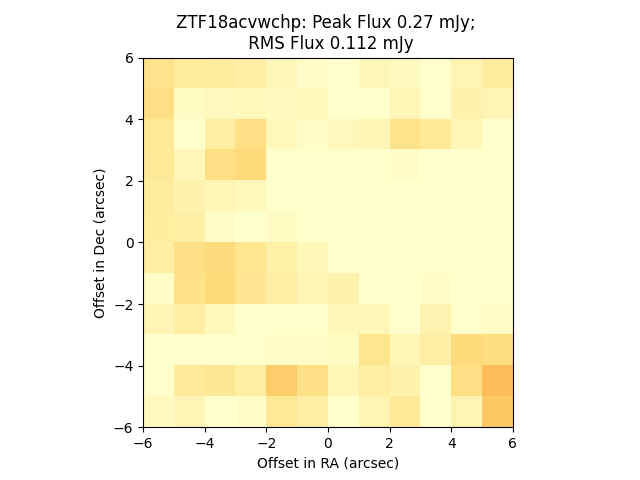 ZTF18acvwchp: Peak Flux 0.27 mJy;
RMS Flux 0.112 mJy
6
4
2
0
−2
−4
−6
Offset in Dec (arcsec)
−6 −4 −2 0 2 4 6
Offset in RA (arcsec)